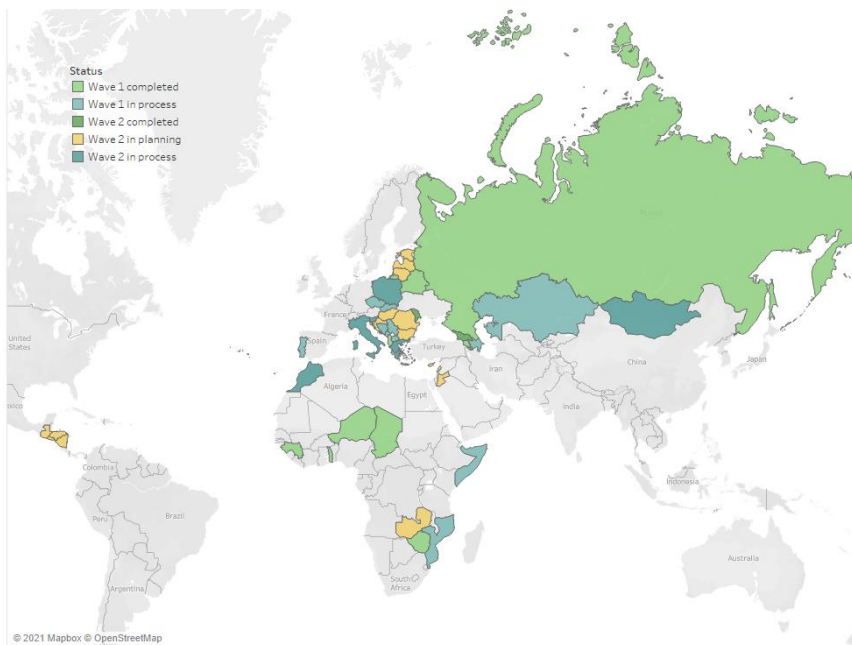 Status
Wave 1 completed
Wave 1 in process
Wave 2 completed
Wave 2 in planning
Wave 2 in process
United
States
France
Spain
Turkey
Iran
China
Japan
Algeria
Egypt
India
exico
Colombia
Indonesia
Peru
Brazil
Australia
South
Africa
Argentina
© 2021 Mapbox © OpenStreetMap